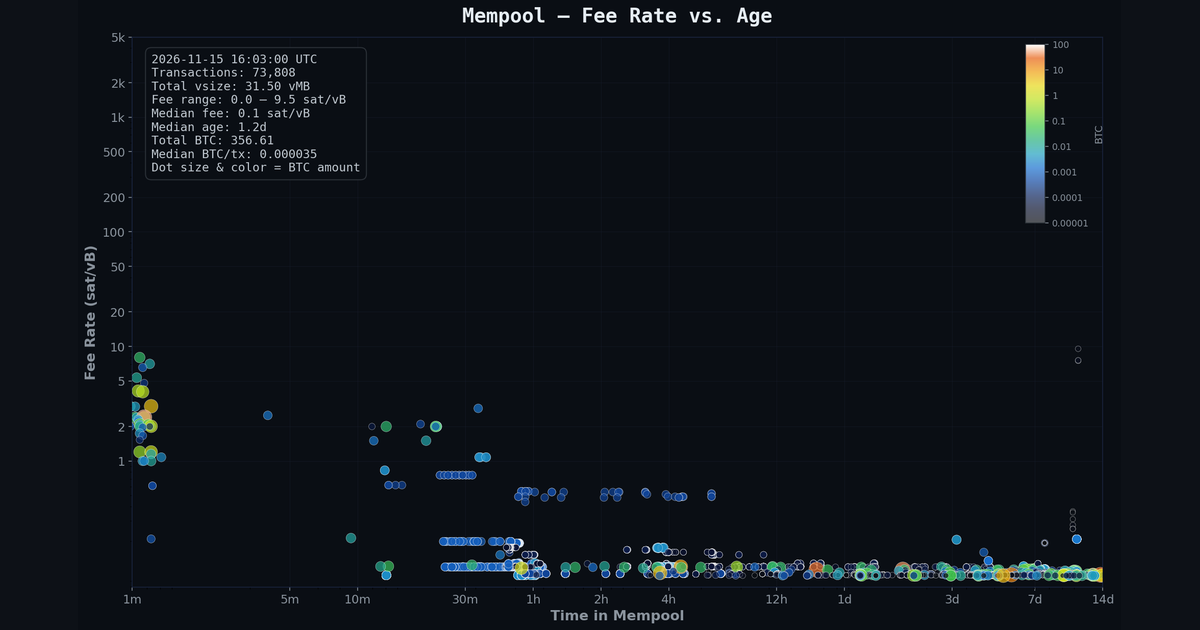 Mempool — Fee Rate vs. Age
2026-11-15 16:03:00 UTC
Transactions: 73,808
Total vsize: 31.50 vMB
Fee range: 0.0 – 9.5 sat/vB
Median fee: 0.1 sat/vB
Median age: 1.2d
Total BTC: 356.61
Median BTC/tx: 0.000035
Dot size & color = BTC amount
5k
2k
1k
500
200
100
50
20
10
5
2
1
Fee Rate (sat/vB)
100
10
1
0.1
0.01
0.001
0.0001
0.00001
BTC
1m
5m
10m
30m
1h
2h
4h
12h
1d
3d
7d
14d
Time in Mempool